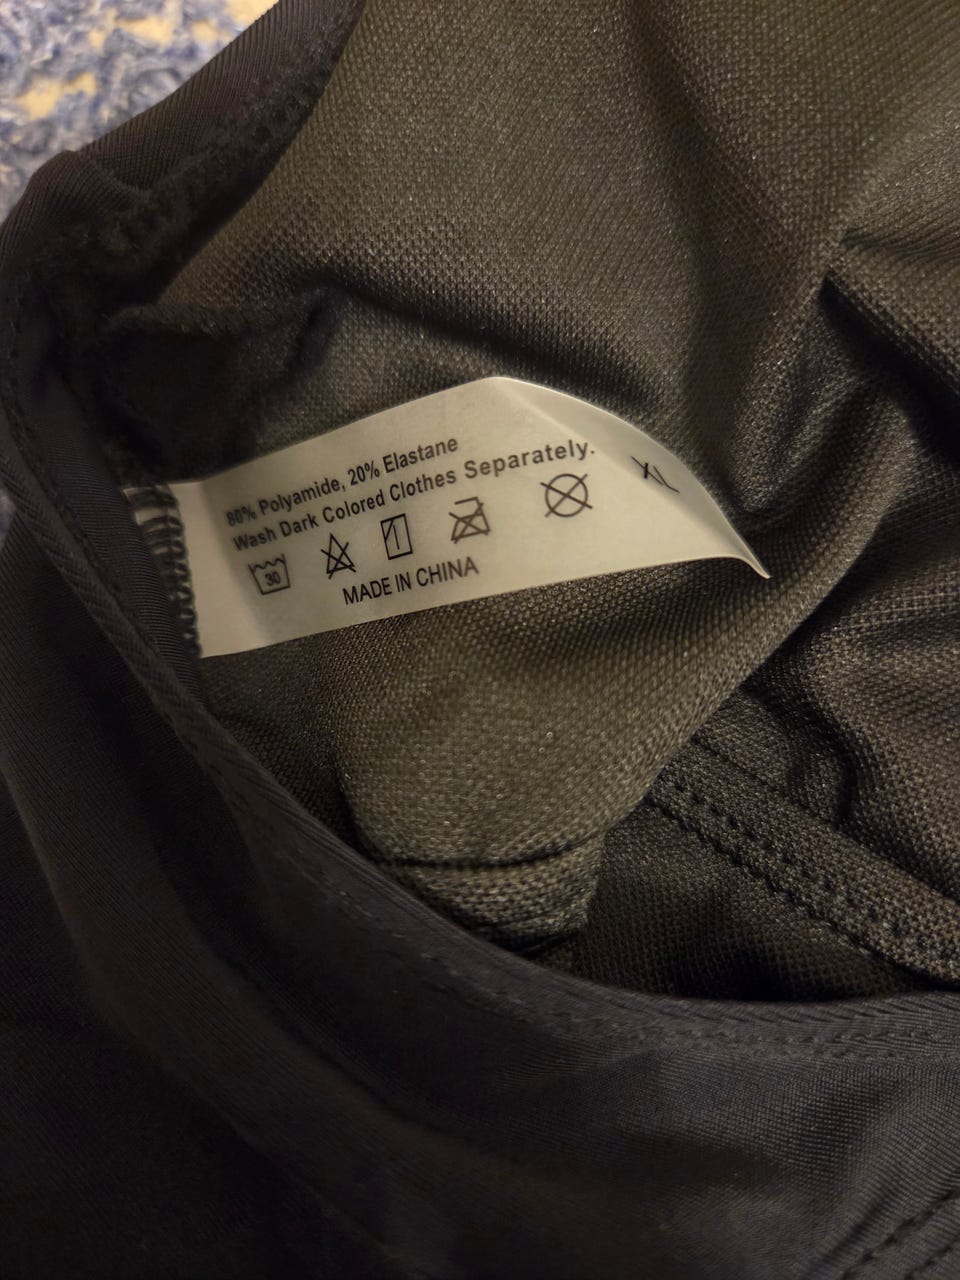 80% Polyamide, 20% Elastane
Wash Dark Colored Clothes Separately.
30
MADE IN CHINA
XL